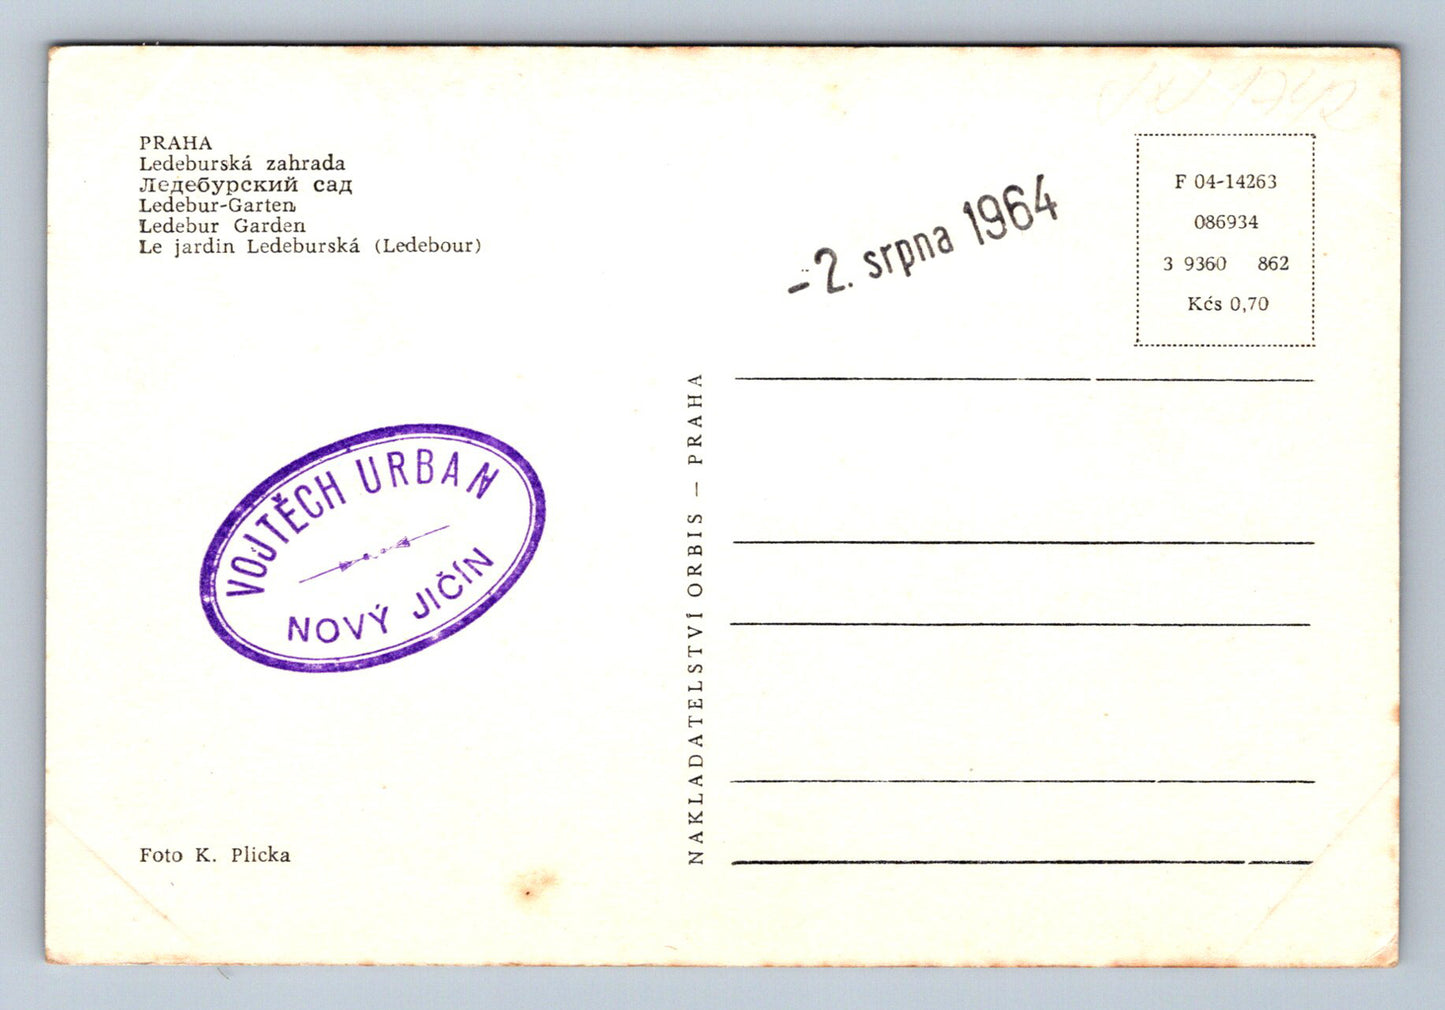 PRAHA
Ledeburská zahrada
Ледебурский сад
Ledebur-Garten
Ledebur Garden
Le jardin Ledeburská (Ledebour)
-2. srpna 1964
F 04-14263
086934
3 9360 862
Kčs 0,70
VOJTĚCH URBAN
NOVÝ JIČÍN
NAKLADATELSTVÍ ORBIS — PRAHA
Foto K. Plicka